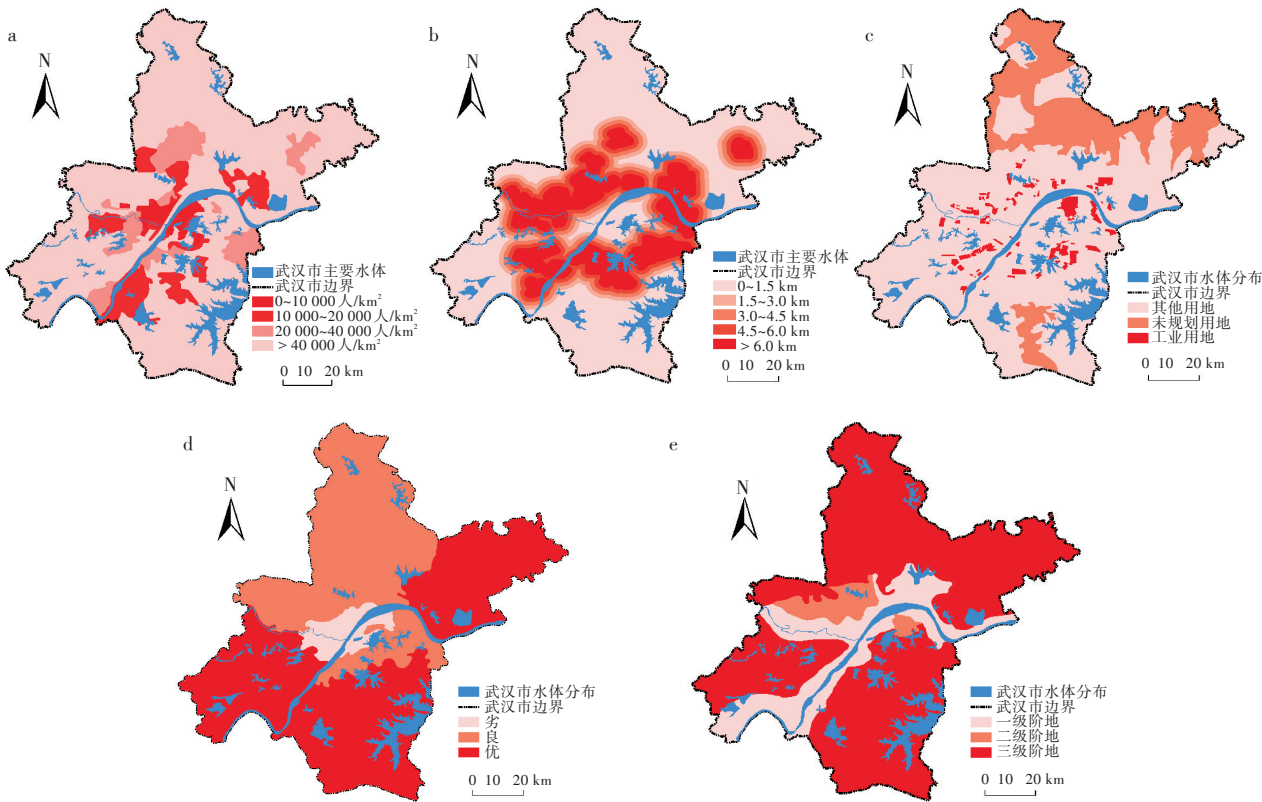 a
N
武汉市主要水体
武汉市边界
0~10 000 人/km²
10 000~20 000 人/km²
20 000~40 000 人/km²
> 40 000 人/km²
0 10 20 km
b
N
武汉市主要水体
武汉市边界
0~1.5 km
1.5~3.0 km
3.0~4.5 km
4.5~6.0 km
> 6.0 km
0 10 20 km
c
N
武汉市水体分布
武汉市边界
其他用地
未规划用地
工业用地
0 10 20 km
d
N
武汉市水体分布
武汉市边界
劣
良
优
0 10 20 km
e
N
武汉市水体分布
武汉市边界
一级阶地
二级阶地
三级阶地
0 10 20 km